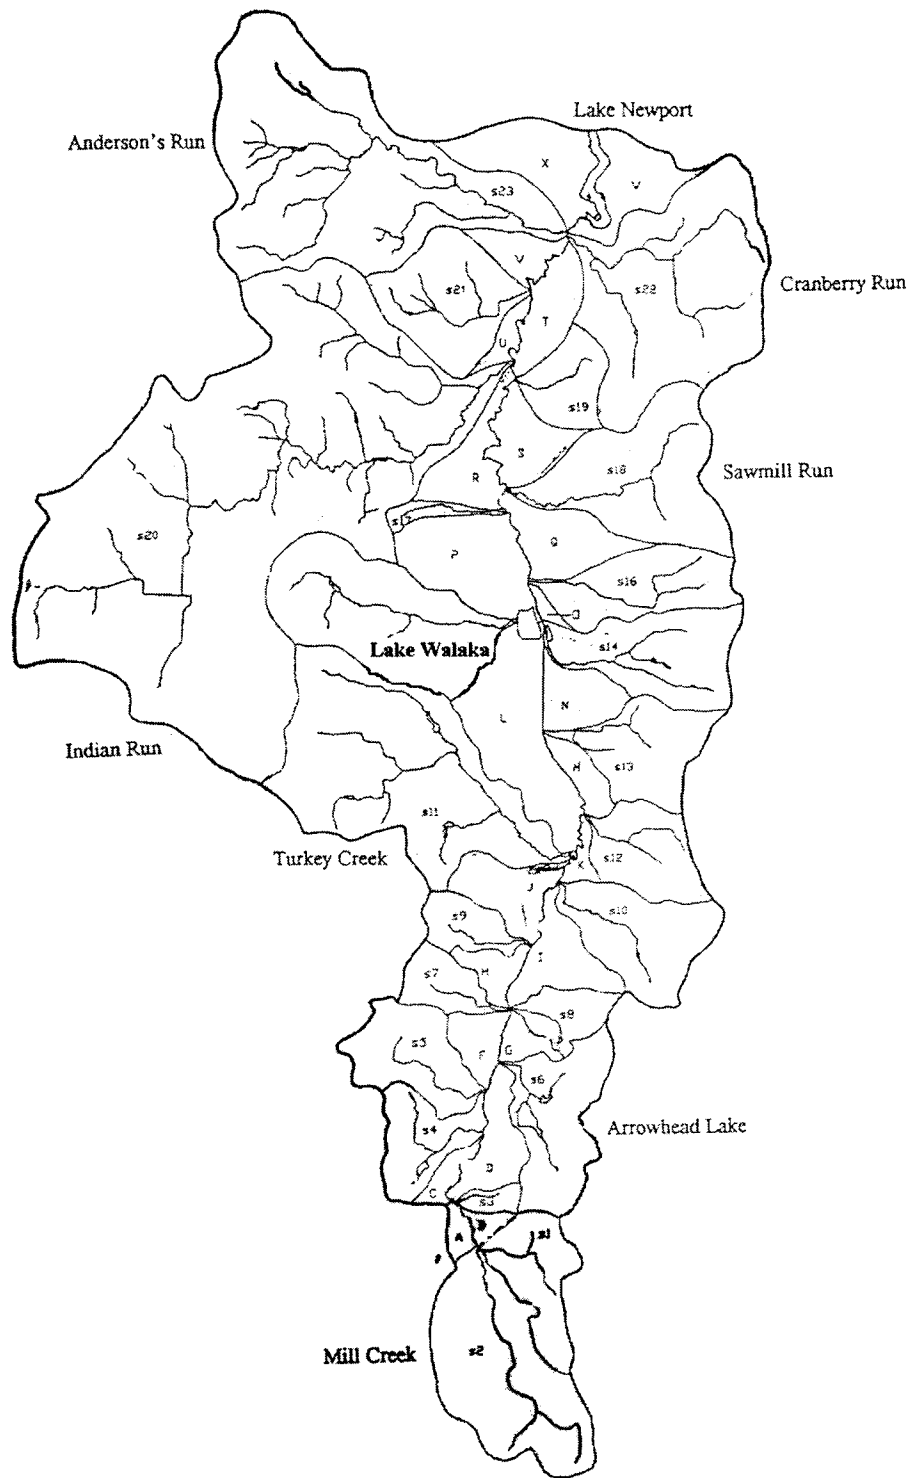 Lake Newport
Anderson's Run
X
V
s23
V
Cranberry Run
s21
s22
T
U
s19
S
s18
Sawmill Run
R
s17
Q
s20
P
s16
s14
Lake Walaka
N
L
Indian Run
M
s13
s11
s12
Turkey Creek
K
J
s10
s9
I
H
s7
s8
s5
F
G
s6
Arrowhead Lake
s4
D
C
s3
B
A
s1
Mill Creek
s2